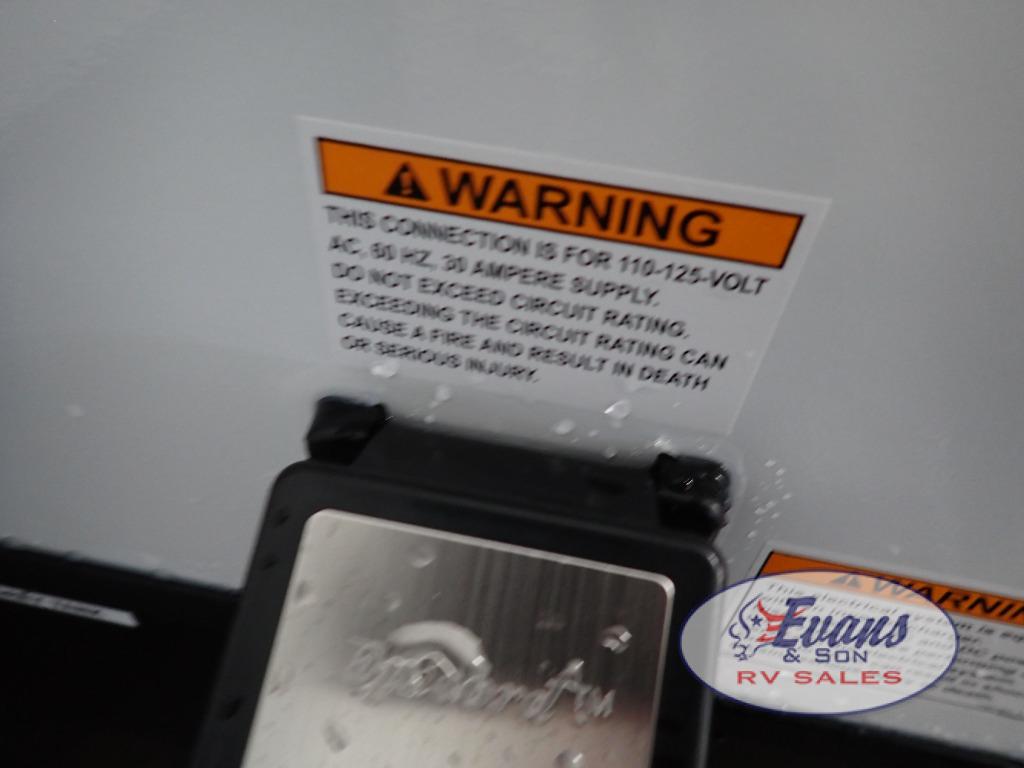 WARNING
THIS CONNECTION IS FOR 110-125-VOLT
AC, 60 HZ, 30 AMPERE SUPPLY.
DO NOT EXCEED CIRCUIT RATING.
EXCEEDING THE CIRCUIT RATING CAN
CAUSE A FIRE AND RESULT IN DEATH
OR SERIOUS INJURY.
WARNIN
This electrical
Evans
& SON
RV SALES